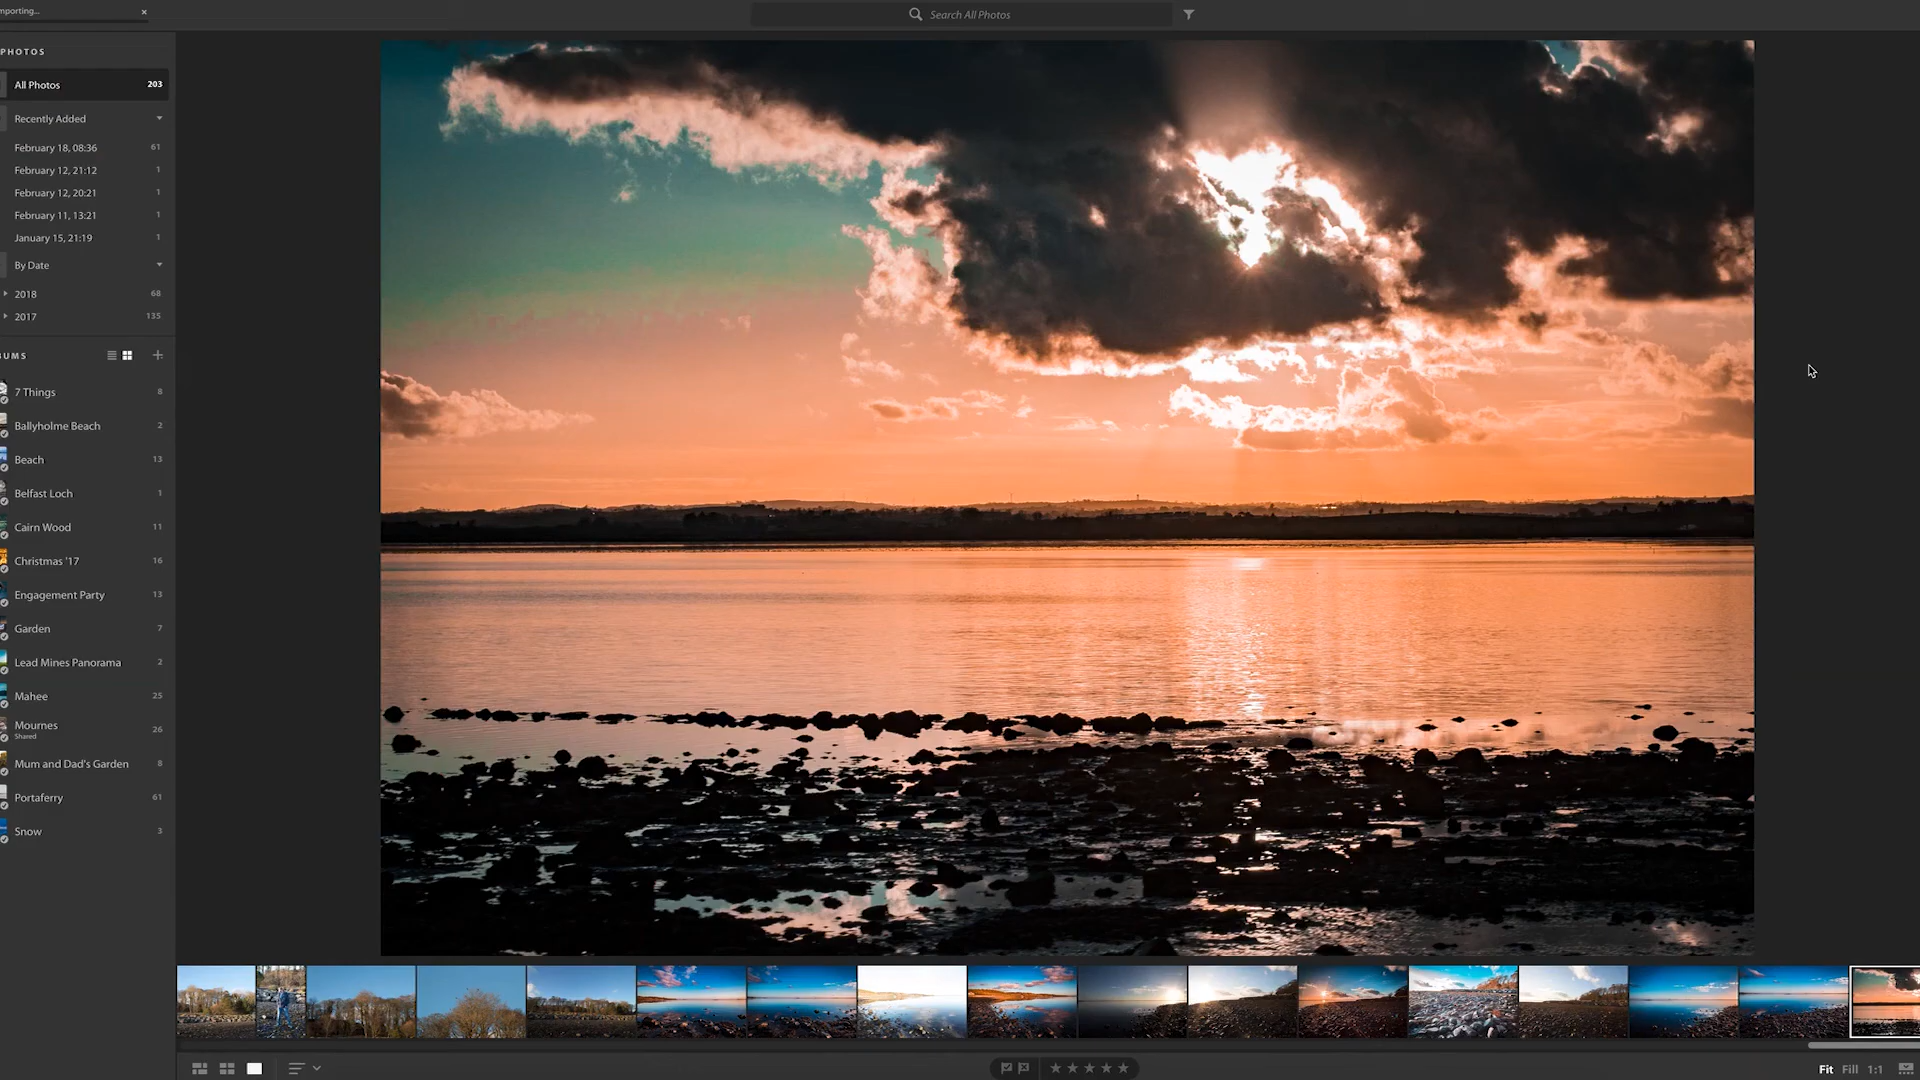 mporting...
Search All Photos
PHOTOS
All Photos 203
Recently Added
February 18, 08:36 61
February 12, 21:12 1
February 12, 20:21 1
February 11, 13:21 1
January 15, 21:19 1
By Date
2018 68
2017 135
UMS
7 Things 8
Ballyholme Beach 2
Beach 13
Belfast Loch 1
Cairn Wood 11
Christmas '17 16
Engagement Party 13
Garden 7
Lead Mines Panorama 2
Mahee 25
Mournes 26
Shared
Mum and Dad's Garden 8
Portaferry 61
Snow 3
Fit Fill 1:1